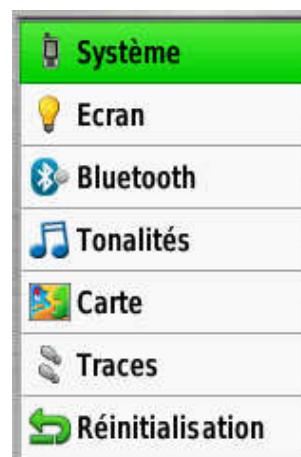 Système
Ecran
Bluetooth
Tonalités
Carte
Traces
Réinitialisation